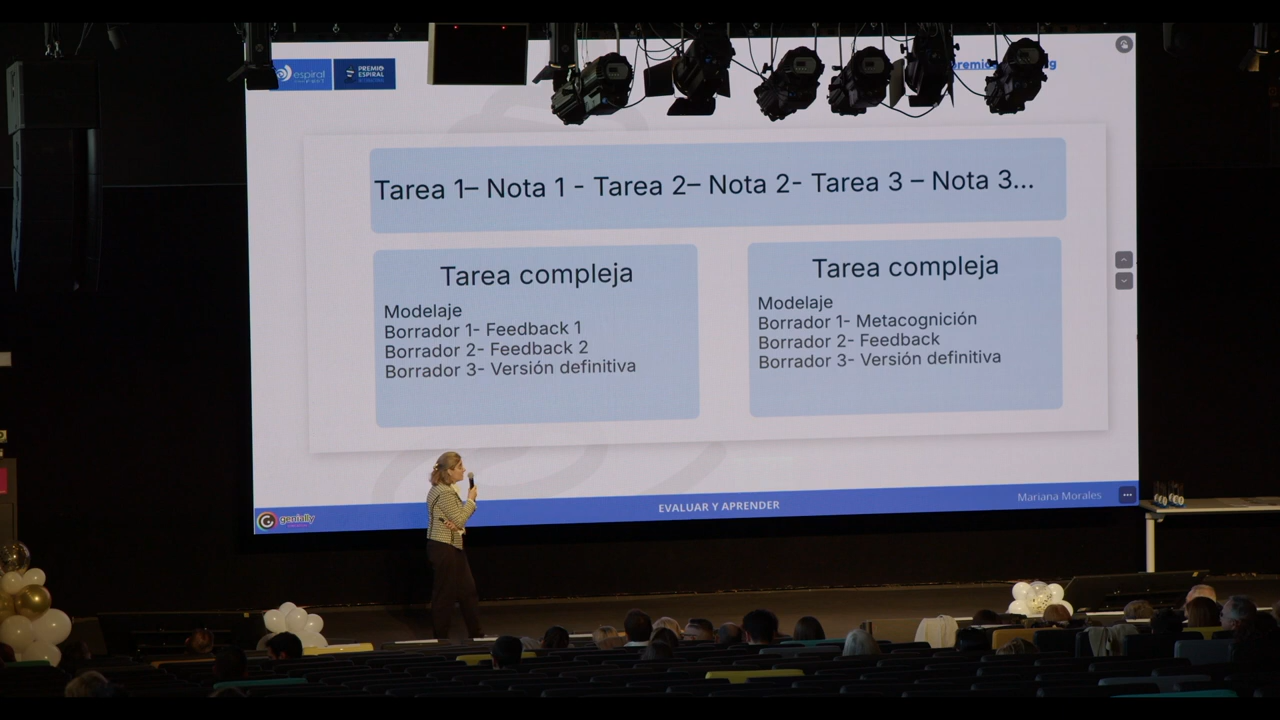 espiral
PREMIO
ESPIRAL
Tarea 1– Nota 1 - Tarea 2– Nota 2- Tarea 3 – Nota 3...
Tarea compleja
Modelaje
Borrador 1- Feedback 1
Borrador 2- Feedback 2
Borrador 3- Versión definitiva
Tarea compleja
Modelaje
Borrador 1- Metacognición
Borrador 2- Feedback
Borrador 3- Versión definitiva
genially
EVALUAR Y APRENDER
Mariana Morales